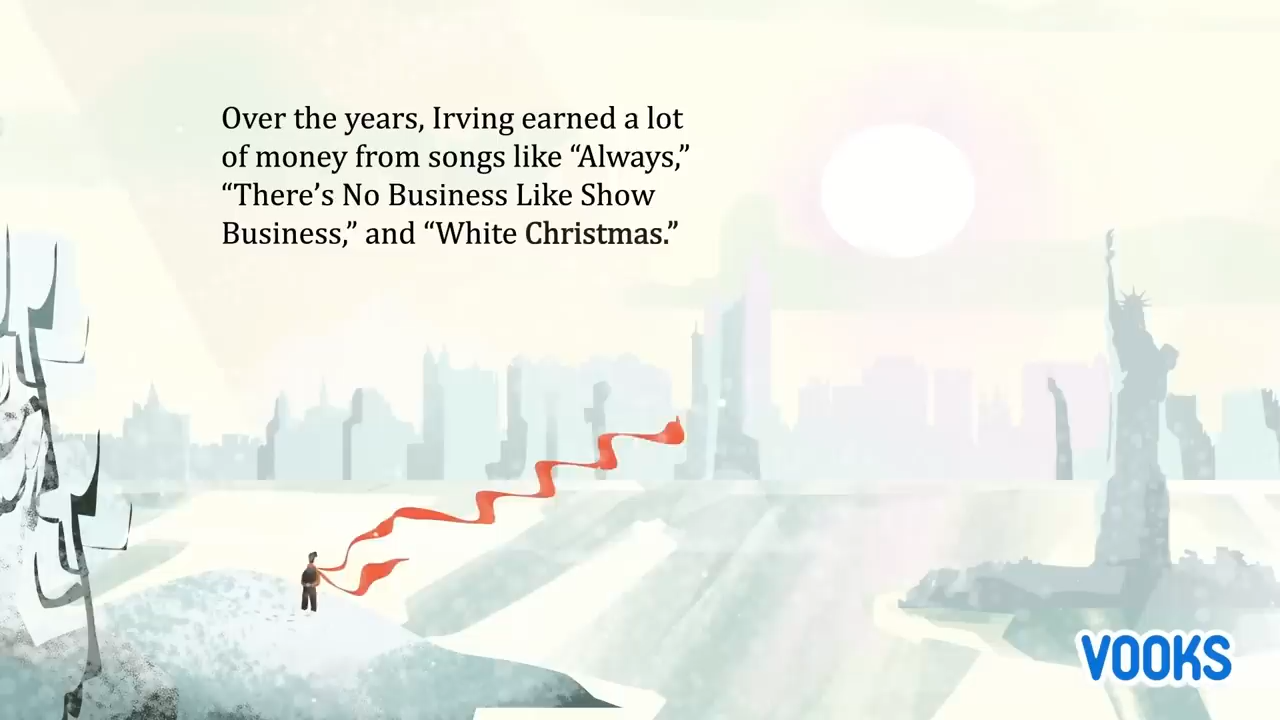 Over the years, Irving earned a lot
of money from songs like “Always,”
“There’s No Business Like Show
Business,” and “White Christmas.”
VOOKS